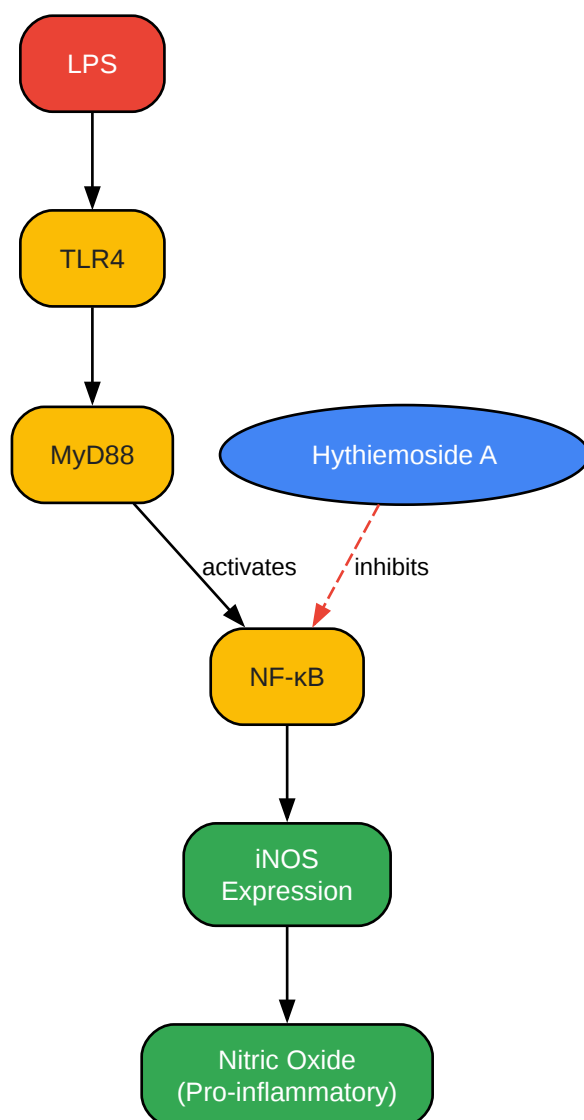 LPS
TLR4
MyD88
Hythiemoside A
activates
inhibits
NF-κB
iNOS
Expression
Nitric Oxide
(Pro-inflammatory)